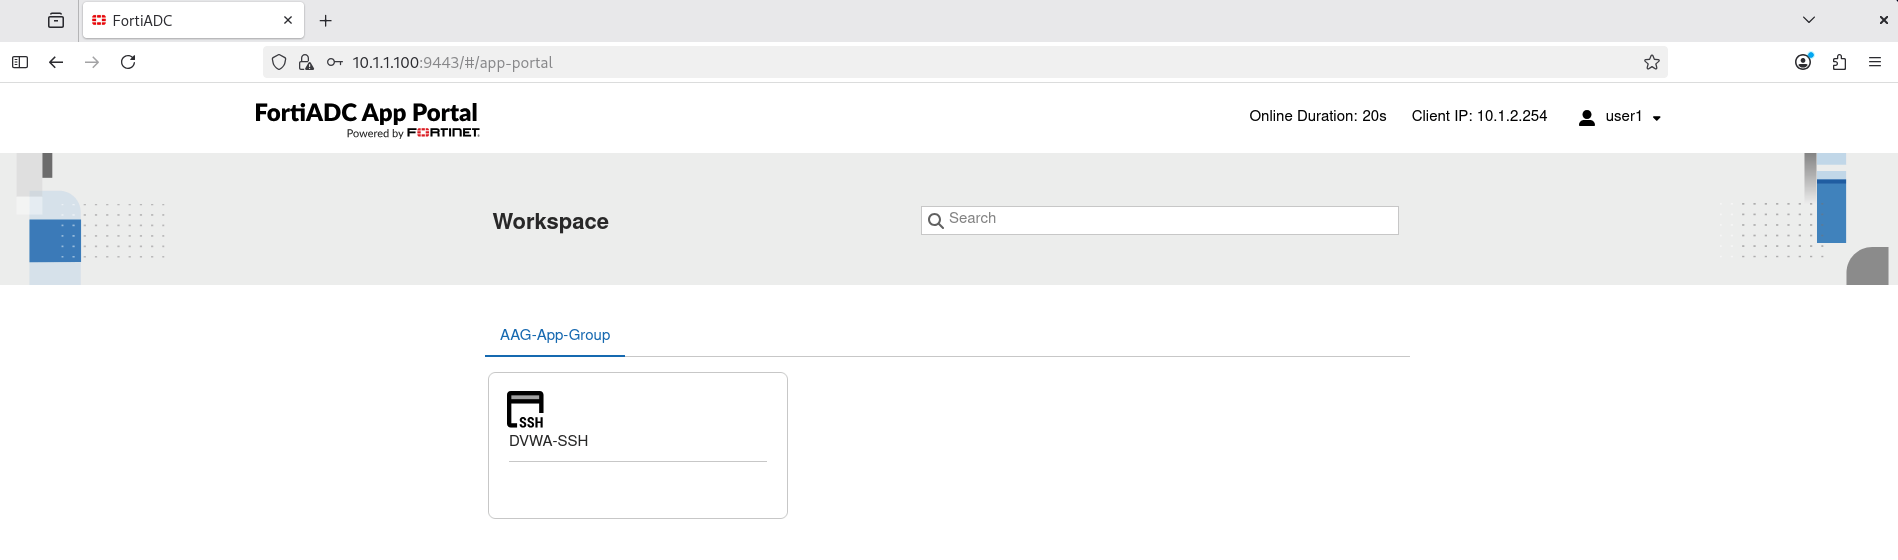 FortiADC
10.1.1.100:9443/#/app-portal
FortiADC App Portal
Powered by FORTINET
Online Duration: 20s Client IP: 10.1.2.254 user1
Workspace
Search
AAG-App-Group
SSH
DVWA-SSH